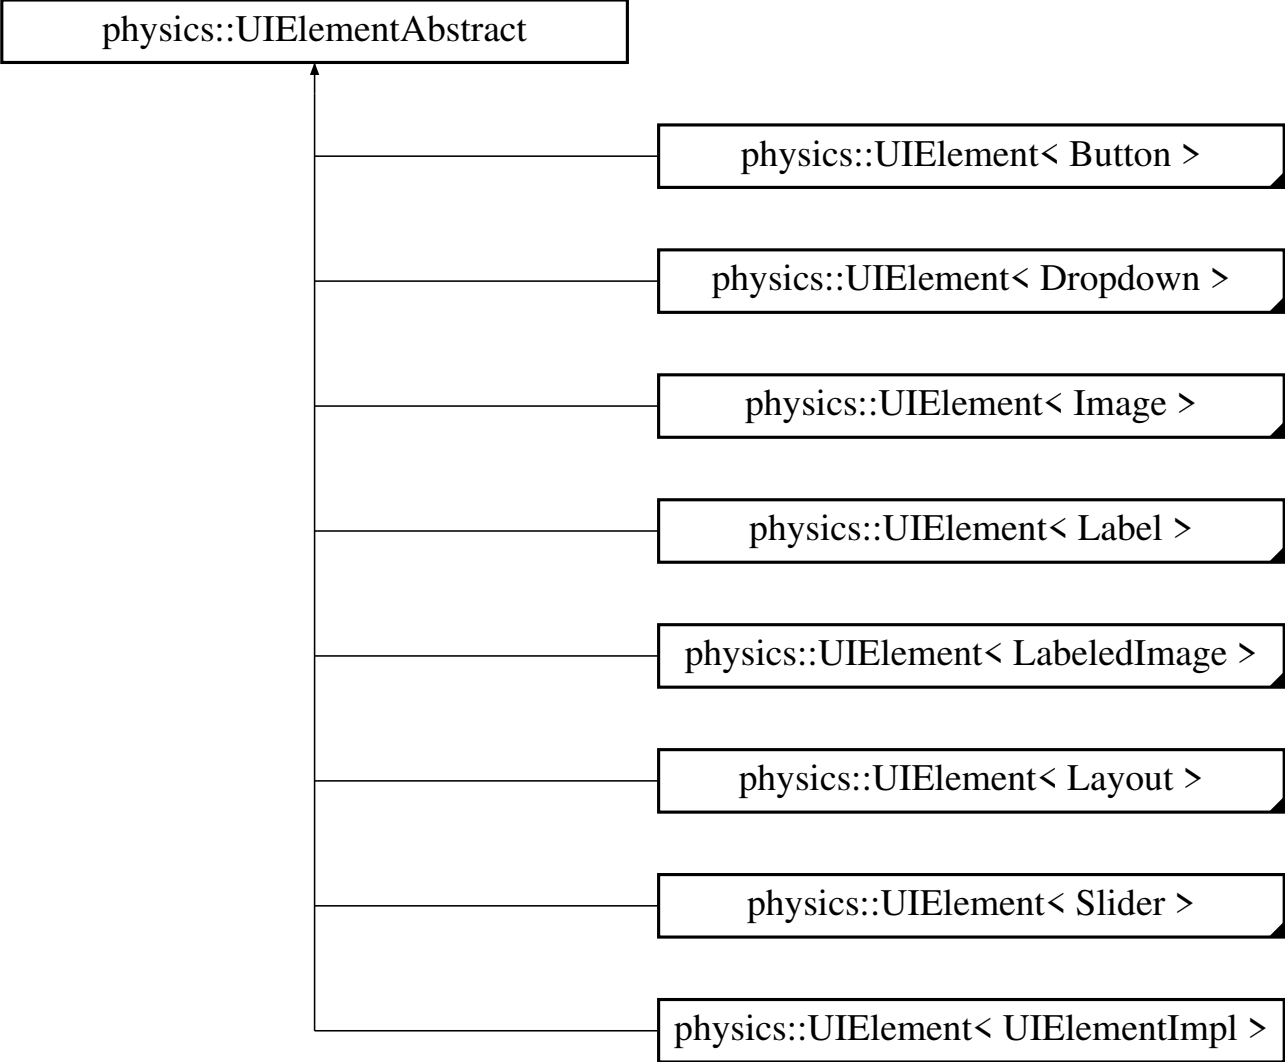 physics::UIElementAbstract
physics::UIElement< Button >
physics::UIElement< Dropdown >
physics::UIElement< Image >
physics::UIElement< Label >
physics::UIElement< LabeledImage >
physics::UIElement< Layout >
physics::UIElement< Slider >
physics::UIElement< UIElementImpl >